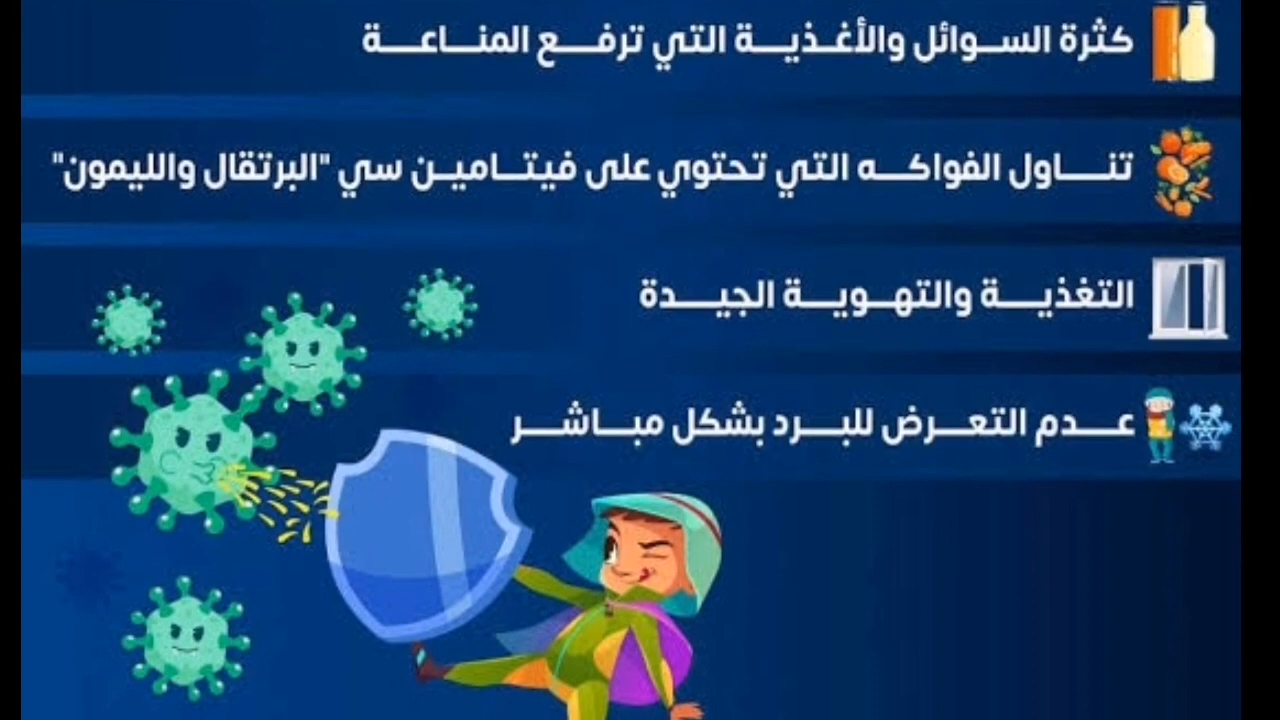 كثرة السوائل والأغذية التي ترفع المناعة
تناول الفواكه التي تحتوي على فيتامين سي "البرتقال والليمون"
التغذية والتهوية الجيدة
عدم التعرض للبرد بشكل مباشر